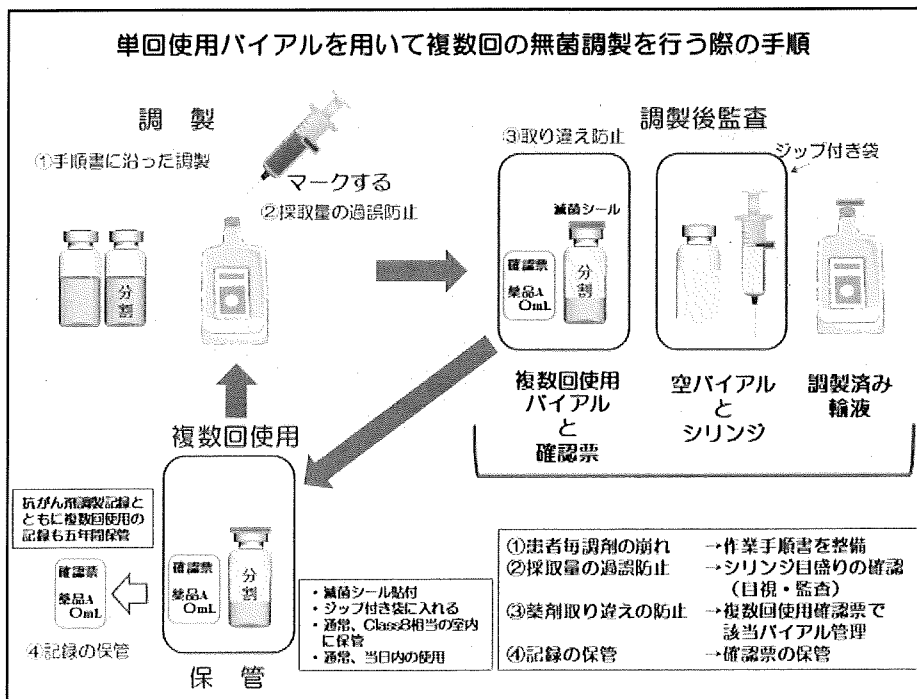 単回使用バイアルを用いて複数回の無菌調製を行う際の手順
調 製
①手順書に沿った調製
マークする
②採取量の過誤防止
分
割
調製後監査
③取り違え防止
ジップ付き袋
滅菌シール
確認票
薬品A
〇mL
分
割
複数回使用
バイアル
と
確認票
空バイアル
と
シリンジ
調製済み
輸液
複数回使用
抗がん剤調製記録と
ともに複数回使用の
記録も五年間保管
確認票
薬品A
〇mL
④記録の保管
確認票
薬品A
〇mL
分
割
保 管
・滅菌シール貼付
・ジップ付き袋に入れる
・通常、Class8相当の室内
に保管
・通常、当日内の使用
①患者毎調剤の崩れ →作業手順書を整備
②採取量の過誤防止 →シリンジ目盛りの確認
(目視・監査)
③薬剤取り違えの防止 →複数回使用確認票で
該当バイアル管理
④記録の保管 →確認票の保管